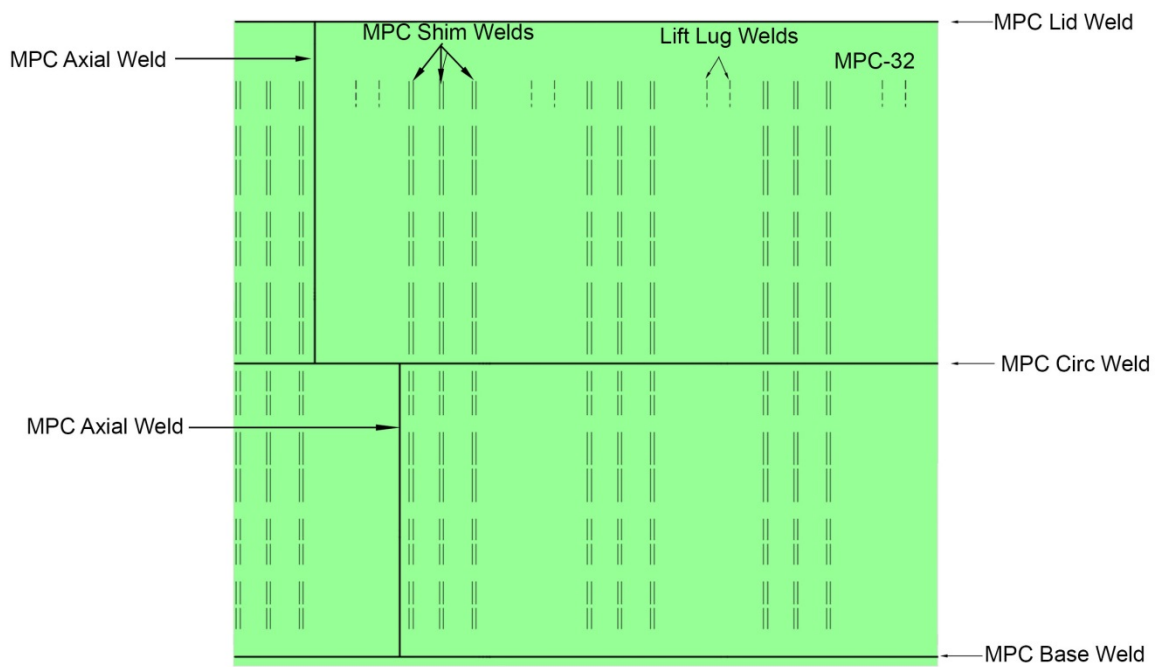 MPC Lid Weld
MPC Shim Welds
Lift Lug Welds
MPC Axial Weld
MPC-32
MPC Circ Weld
MPC Axial Weld
MPC Base Weld